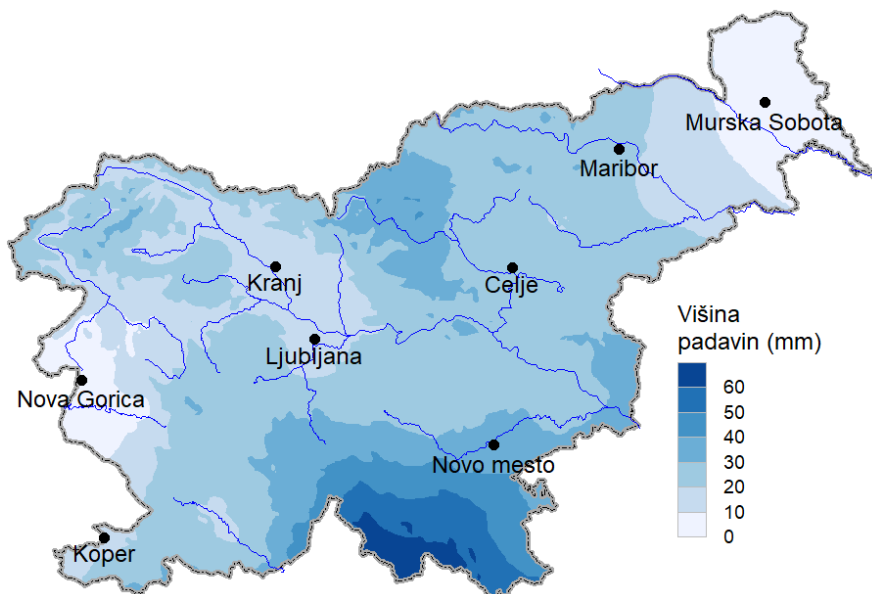 Murska Sobota
Maribor
Kranj
Celje
Ljubljana
Nova Gorica
Novo mesto
Koper
Višina
padavin (mm)
60
50
40
30
20
10
0